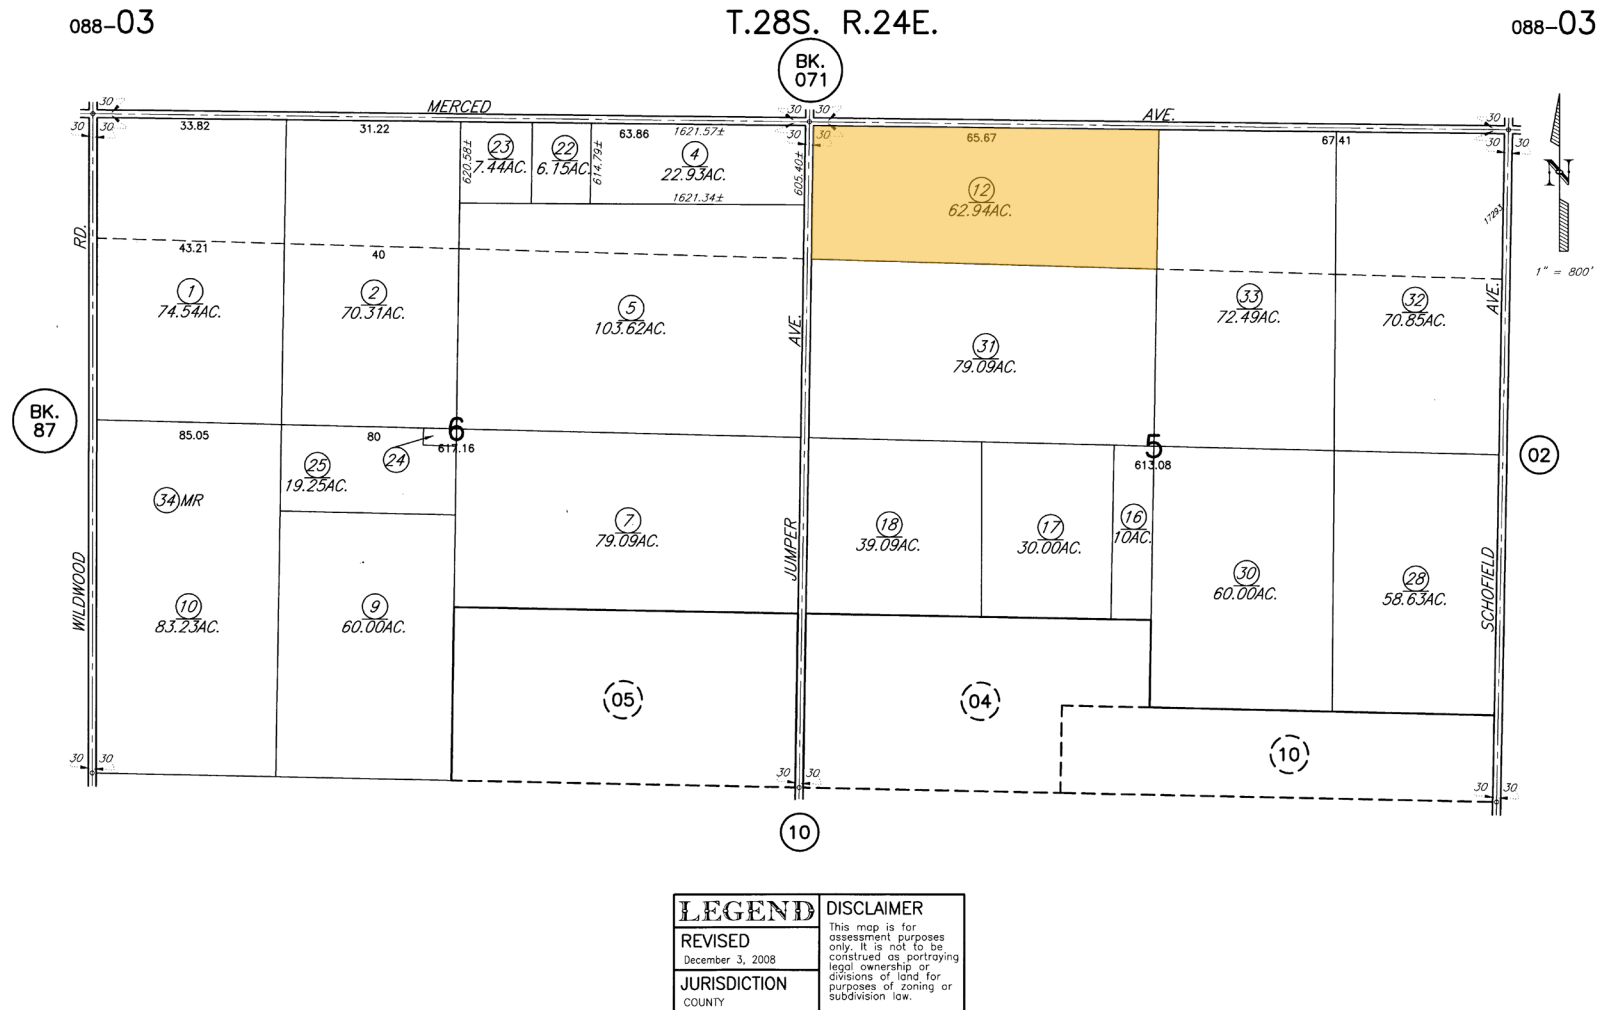 088-03
T.28S. R.24E.
088-03
BK.
071
30
30
30
30
30
MERCED
AVE.
30
30
30
30
30
30
33.82
31.22
63.86
1621.57±
65.67
67.41
23
7.44AC.
22
6.15AC.
4
22.93AC.
620.58±
614.79±
605.40±
1621.34±
12
62.94AC.
N
17293
1" = 800'
RD.
43.21
40
1
74.54AC.
2
70.31AC.
5
103.62AC.
AVE.
33
72.49AC.
32
70.85AC.
AVE.
31
79.09AC.
BK.
87
85.05
80
6
617.16
24
5
613.08
02
25
19.25AC.
34 MR
7
79.09AC.
18
39.09AC.
17
30.00AC.
16
10AC.
WILDWOOD
JUMPER
SCHOFIELD
10
83.23AC.
9
60.00AC.
30
60.00AC.
28
58.63AC.
05
04
10
30
30
30
30
30
30
10
LEGEND
REVISED
December 3, 2008
JURISDICTION
COUNTY
DISCLAIMER
This map is for
assessment purposes
only. It is not to be
construed as portraying
legal ownership or
divisions of land for
purposes of zoning or
subdivision law.